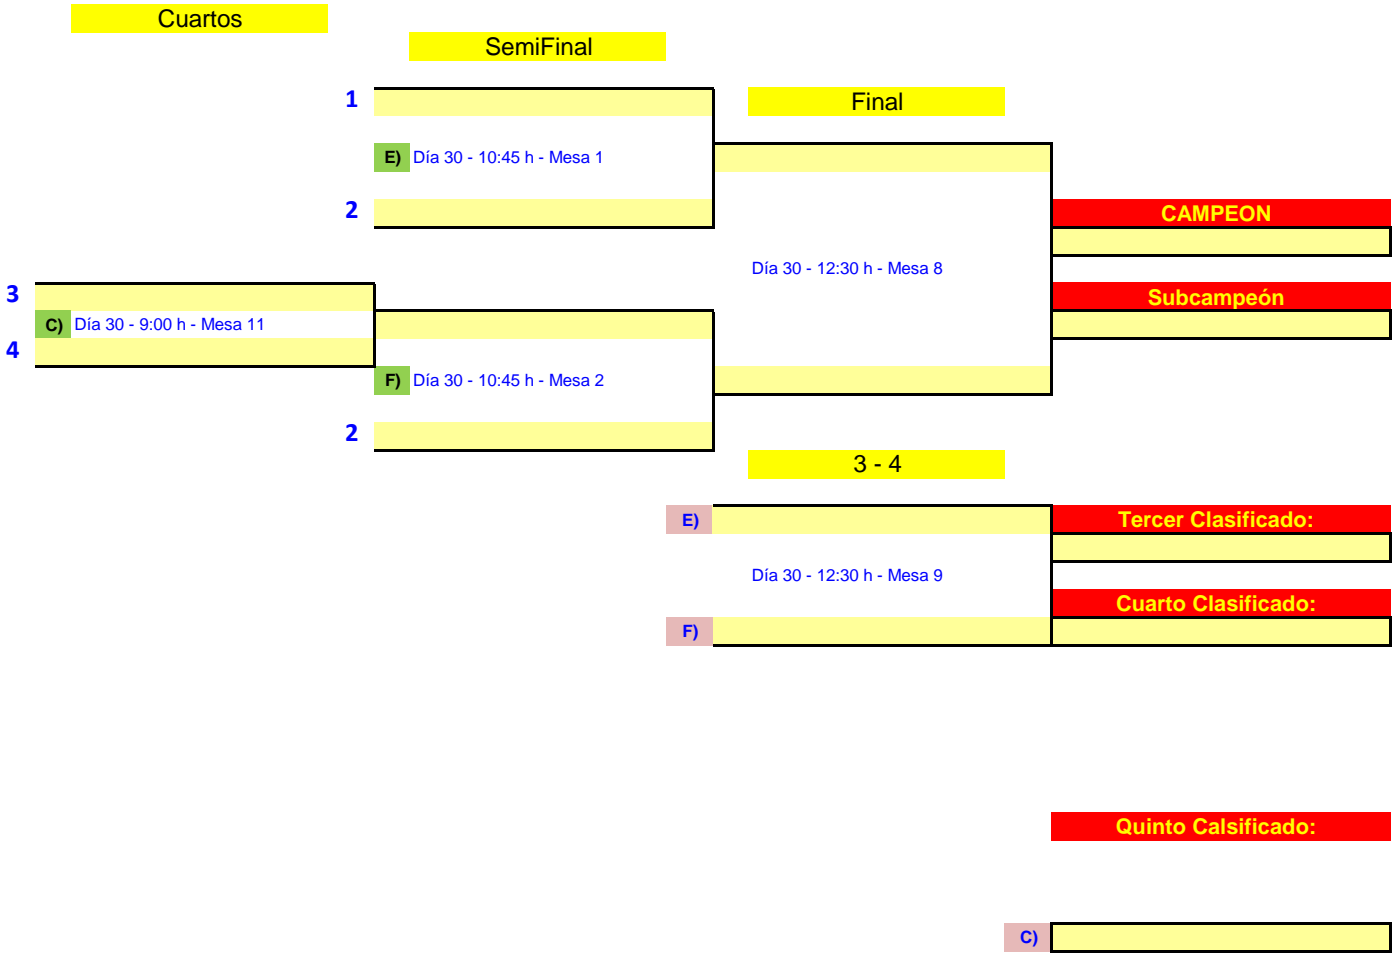 Cuartos
SemiFinal
1
Final
E) Día 30 - 10:45 h - Mesa 1
2
CAMPEON
Día 30 - 12:30 h - Mesa 8
3
Subcampeón
C) Día 30 - 9:00 h - Mesa 11
4
F) Día 30 - 10:45 h - Mesa 2
2
3 - 4
E)
Tercer Clasificado:
Día 30 - 12:30 h - Mesa 9
Cuarto Clasificado:
F)
Quinto Calsificado:
C)